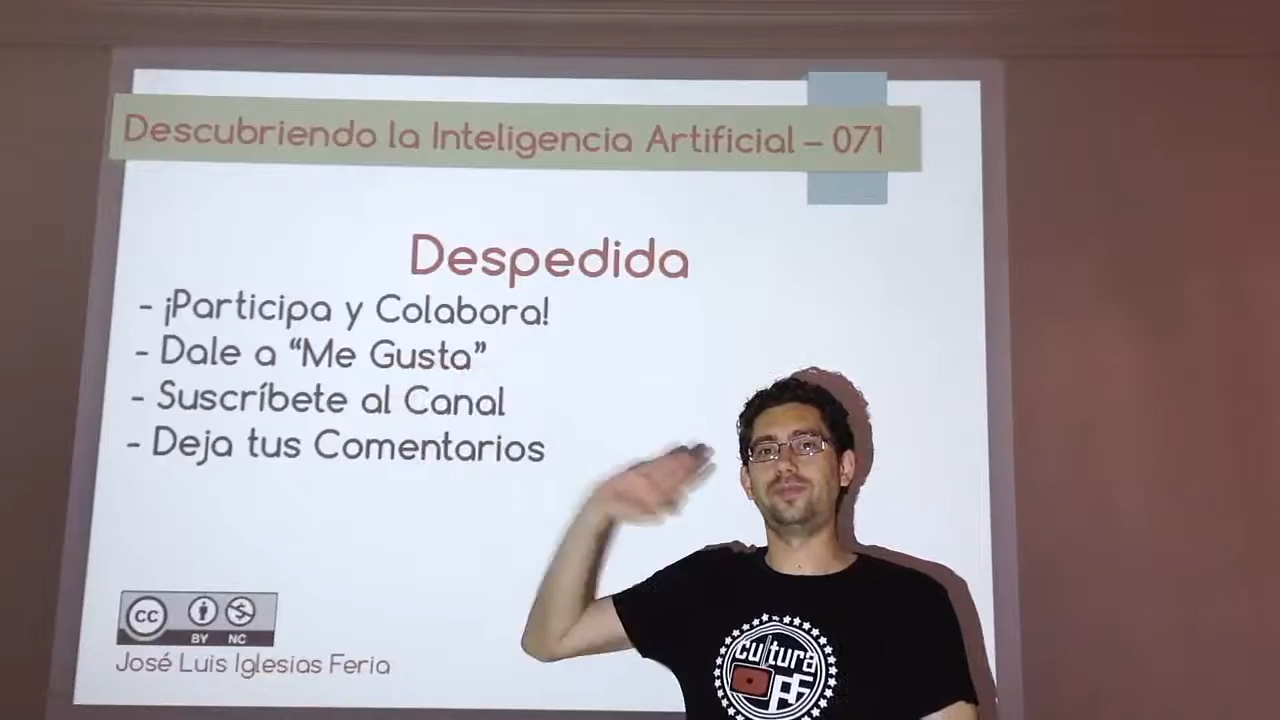 Descubriendo la Inteligencia Artificial – 071
Despedida
- ¡Participa y Colabora!
- Dale a “Me Gusta”
- Suscríbete al Canal
- Deja tus Comentarios
cc
BY NC
José Luis Iglesias Feria
cultura